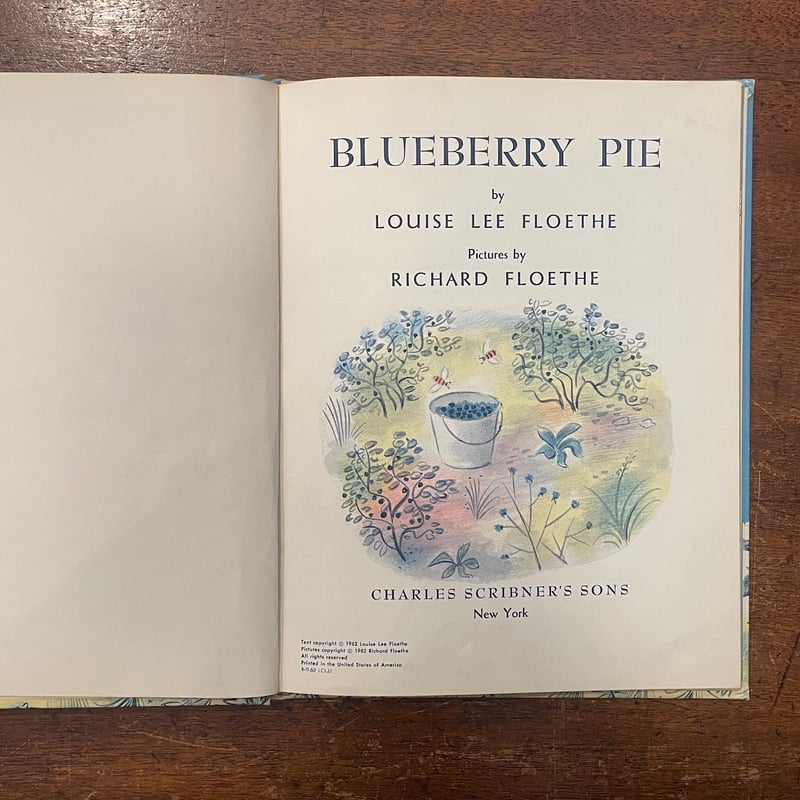 BLUEBERRY PIE
by
LOUISE LEE FLOETHE
Pictures by
RICHARD FLOETHE
CHARLES SCRIBNER'S SONS
New York
Text copyright © 1962 Louise Lee Floethe
Pictures copyright © 1962 Richard Floethe
All rights reserved
Printed in the United States of America